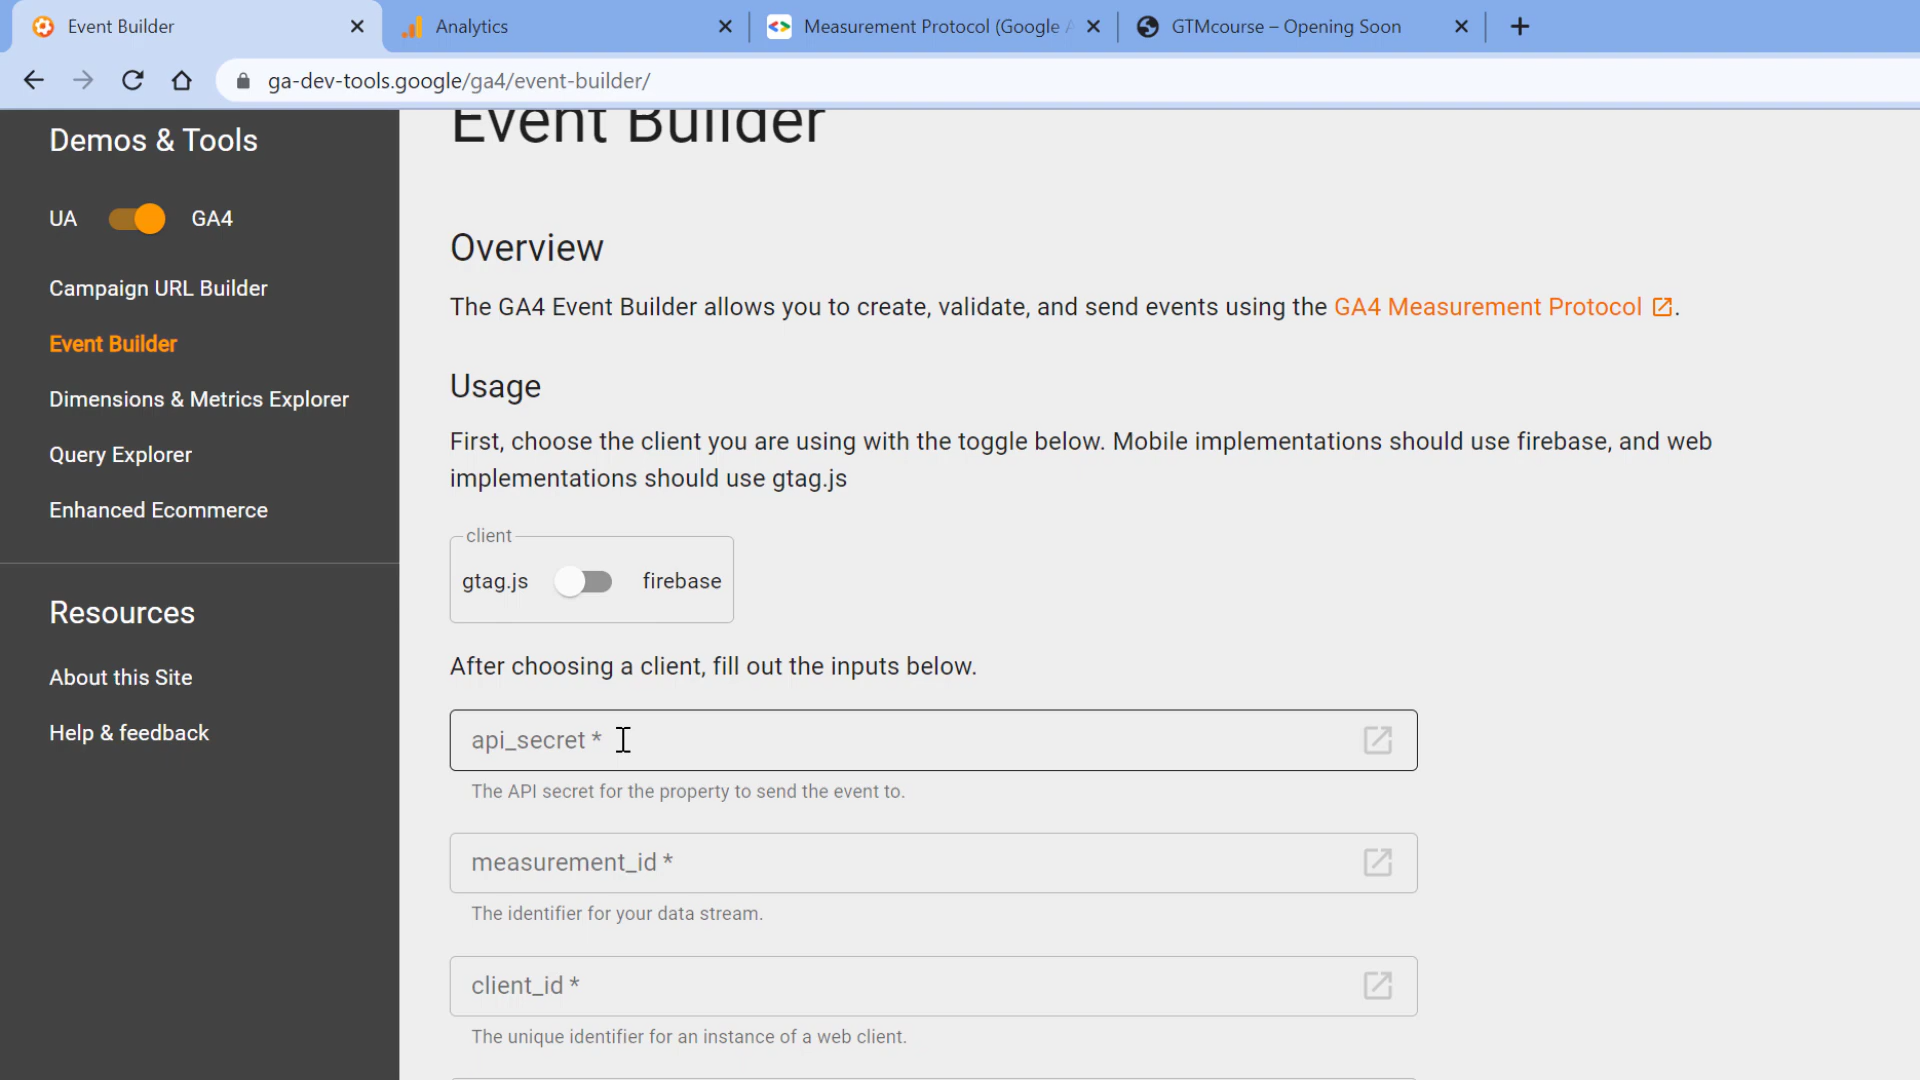 Event Builder
Analytics
Measurement Protocol (Google A
GTMcourse – Opening Soon
ga-dev-tools.google/ga4/event-builder/
Demos & Tools
UA GA4
Campaign URL Builder
Event Builder
Dimensions & Metrics Explorer
Query Explorer
Enhanced Ecommerce
Resources
About this Site
Help & feedback
Event Builder
Overview
The GA4 Event Builder allows you to create, validate, and send events using the GA4 Measurement Protocol.
Usage
First, choose the client you are using with the toggle below. Mobile implementations should use firebase, and web
implementations should use gtag.js
client
gtag.js firebase
After choosing a client, fill out the inputs below.
api_secret *
The API secret for the property to send the event to.
measurement_id *
The identifier for your data stream.
client_id *
The unique identifier for an instance of a web client.